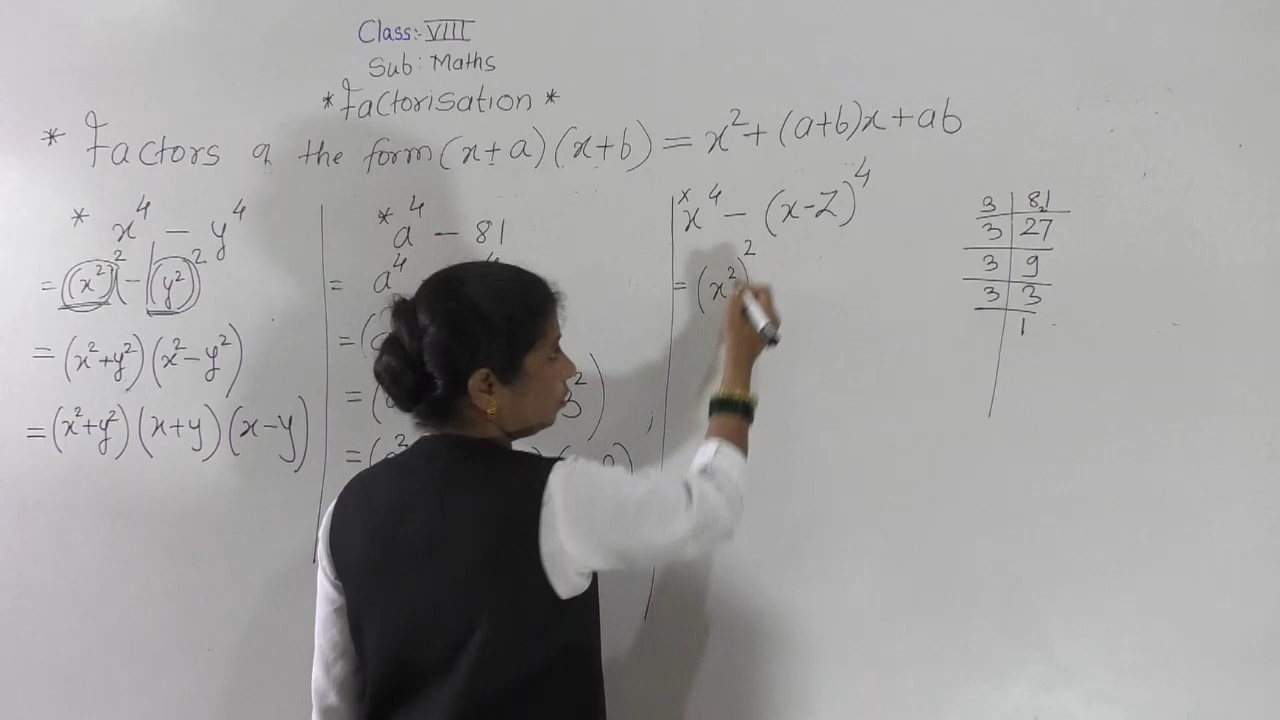 Class:- VIII
Sub: Maths
* Factorisation *
* Factors of the form (x+a)(x+b) = x² + (a+b)x + ab
* x⁴ - y⁴
= (x²)² - (y²)²
= (x²+y²)(x²-y²)
= (x²+y²)(x+y)(x-y)
* a⁴ - 81
= a⁴
= (
= (
= (a²
* x⁴ - (x-z)⁴
= (x²)²
3 | 81
3 | 27
3 | 9
3 | 3
1